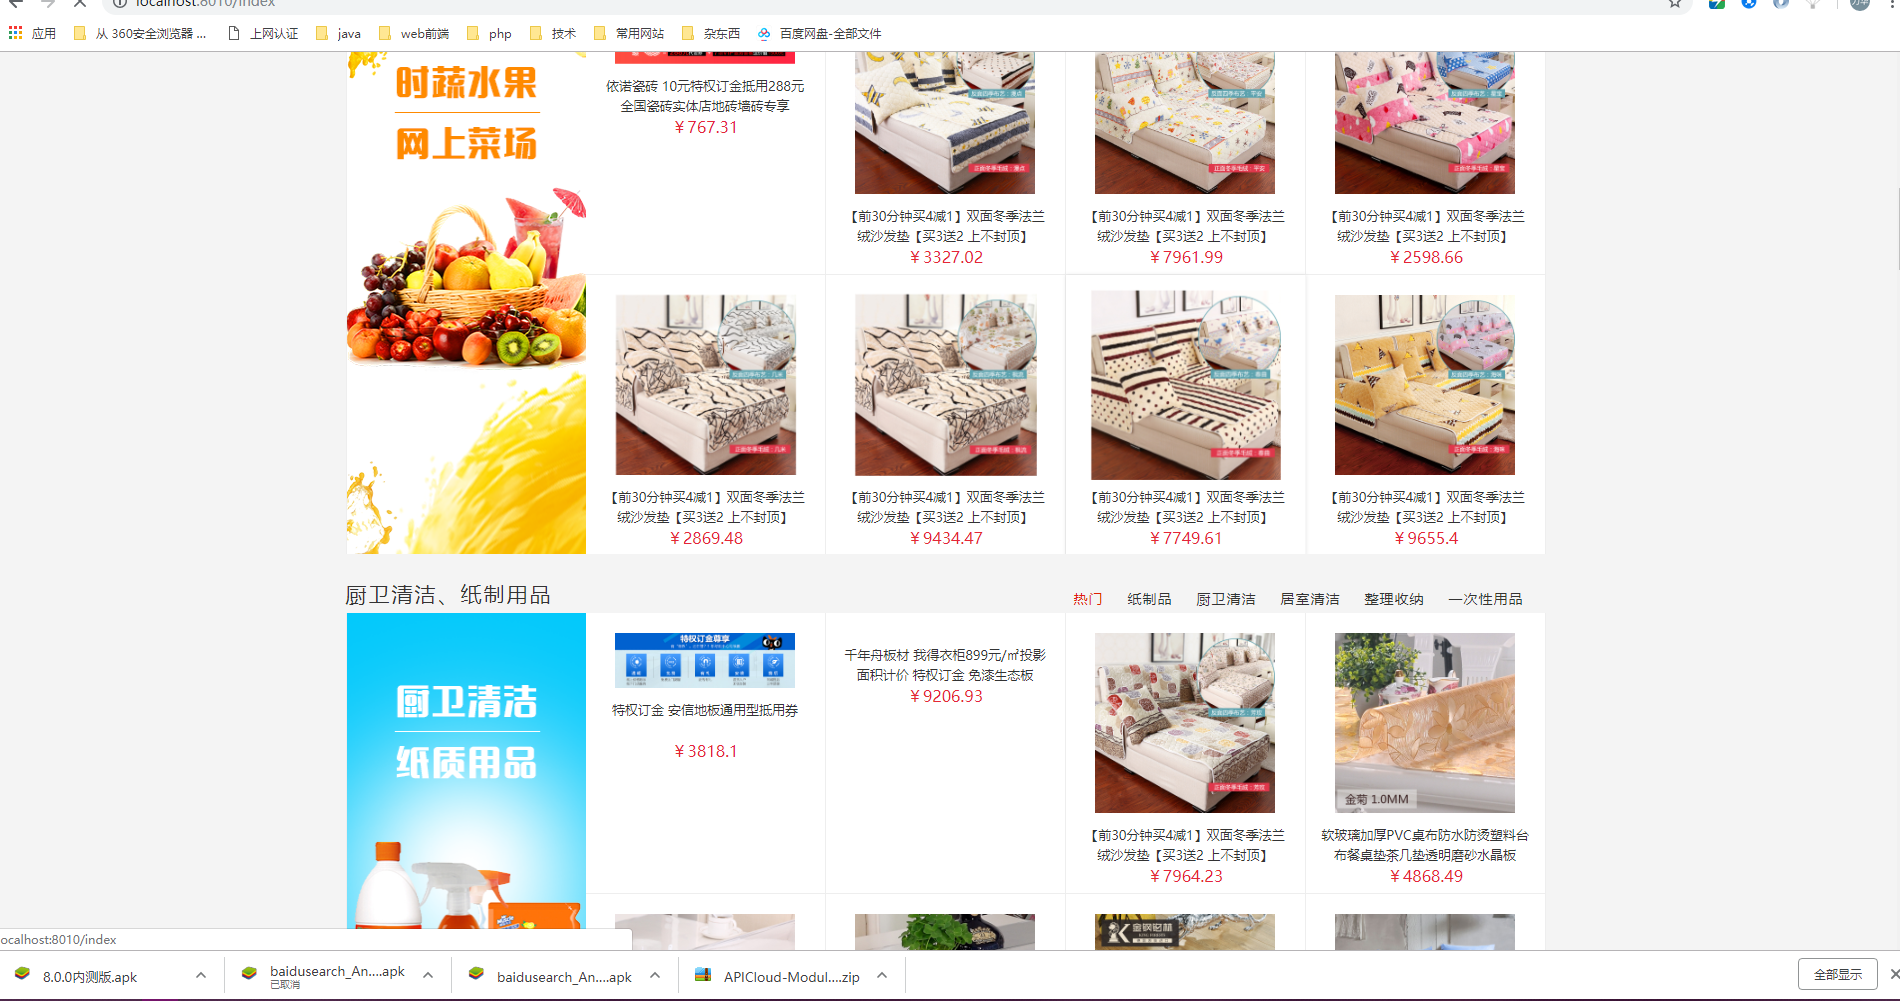 localhost:8010/index
应用
从 360安全浏览器 ...
上网认证
java
web前端
php
技术
常用网站
杂东西
百度网盘-全部文件
时蔬水果
网上菜场
依诺瓷砖 10元特权订金抵用288元
全国瓷砖实体店地砖墙砖专享
¥767.31
【前30分钟买4减1】双面冬季法兰
绒沙发垫【买3送2 上不封顶】
¥3327.02
【前30分钟买4减1】双面冬季法兰
绒沙发垫【买3送2 上不封顶】
¥7961.99
【前30分钟买4减1】双面冬季法兰
绒沙发垫【买3送2 上不封顶】
¥2598.66
【前30分钟买4减1】双面冬季法兰
绒沙发垫【买3送2 上不封顶】
¥2869.48
【前30分钟买4减1】双面冬季法兰
绒沙发垫【买3送2 上不封顶】
¥9434.47
【前30分钟买4减1】双面冬季法兰
绒沙发垫【买3送2 上不封顶】
¥7749.61
【前30分钟买4减1】双面冬季法兰
绒沙发垫【买3送2 上不封顶】
¥9655.4
厨卫清洁、纸制用品
热门
纸制品
厨卫清洁
居室清洁
整理收纳
一次性用品
厨卫清洁
纸质用品
特权订金尊享
特权订金 安信地板通用型抵用券
¥3818.1
千年舟板材 我得衣柜899元/㎡投影
面积计价 特权订金 免漆生态板
¥9206.93
【前30分钟买4减1】双面冬季法兰
绒沙发垫【买3送2 上不封顶】
¥7964.23
金菊 1.0MM
软玻璃加厚PVC桌布防水防烫塑料台
布餐桌垫茶几垫透明磨砂水晶板
¥4868.49
金钢密林
ocalhost:8010/index
8.0.0内测版.apk
baidusearch_An....apk
已取消
baidusearch_An....apk
APICloud-Modul....zip
全部显示